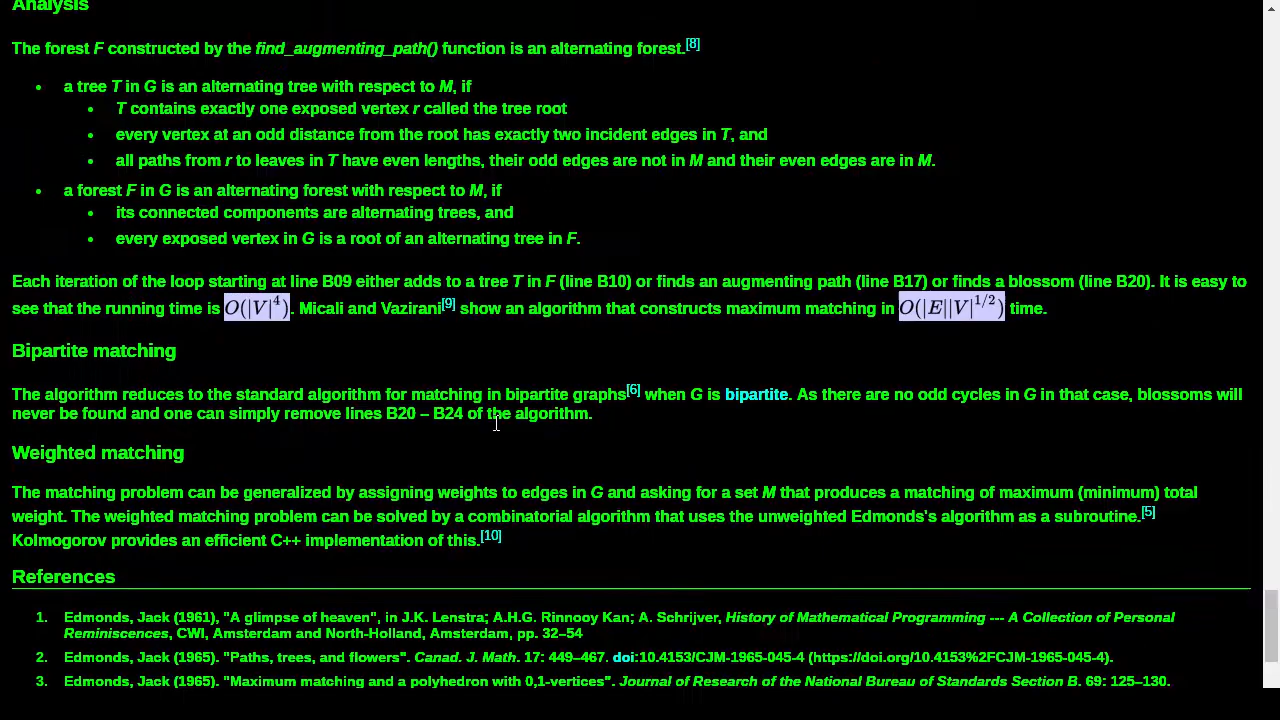 Analysis
The forest F constructed by the find_augmenting_path() function is an alternating forest.[8]
• a tree T in G is an alternating tree with respect to M, if
• T contains exactly one exposed vertex r called the tree root
• every vertex at an odd distance from the root has exactly two incident edges in T, and
• all paths from r to leaves in T have even lengths, their odd edges are not in M and their even edges are in M.
• a forest F in G is an alternating forest with respect to M, if
• its connected components are alternating trees, and
• every exposed vertex in G is a root of an alternating tree in F.
Each iteration of the loop starting at line B09 either adds to a tree T in F (line B10) or finds an augmenting path (line B17) or finds a blossom (line B20). It is easy to
see that the running time is O(|V|^4). Micali and Vazirani[9] show an algorithm that constructs maximum matching in O(|E||V|^1/2) time.
Bipartite matching
The algorithm reduces to the standard algorithm for matching in bipartite graphs[6] when G is bipartite. As there are no odd cycles in G in that case, blossoms will
never be found and one can simply remove lines B20 – B24 of the algorithm.
Weighted matching
The matching problem can be generalized by assigning weights to edges in G and asking for a set M that produces a matching of maximum (minimum) total
weight. The weighted matching problem can be solved by a combinatorial algorithm that uses the unweighted Edmonds's algorithm as a subroutine.[5]
Kolmogorov provides an efficient C++ implementation of this.[10]
References
1. Edmonds, Jack (1961), "A glimpse of heaven", in J.K. Lenstra; A.H.G. Rinnooy Kan; A. Schrijver, History of Mathematical Programming --- A Collection of Personal
Reminiscences, CWI, Amsterdam and North-Holland, Amsterdam, pp. 32–54
2. Edmonds, Jack (1965). "Paths, trees, and flowers". Canad. J. Math. 17: 449–467. doi:10.4153/CJM-1965-045-4 (https://doi.org/10.4153%2FCJM-1965-045-4).
3. Edmonds, Jack (1965). "Maximum matching and a polyhedron with 0,1-vertices". Journal of Research of the National Bureau of Standards Section B. 69: 125–130.